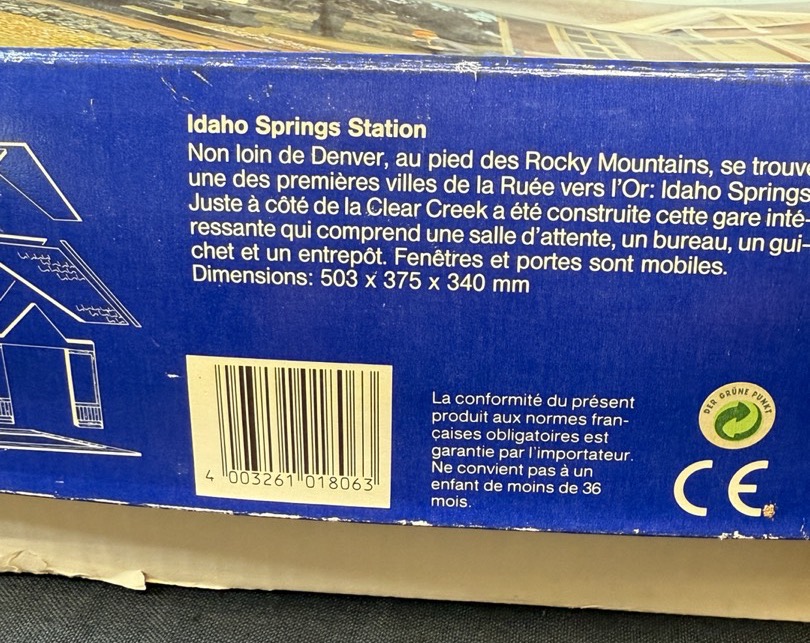 Idaho Springs Station
Non loin de Denver, au pied des Rocky Mountains, se trouve
une des premières villes de la Ruée vers l'Or: Idaho Springs
Juste à côté de la Clear Creek a été construite cette gare inté-
ressante qui comprend une salle d'attente, un bureau, un gui-
chet et un entrepôt. Fenêtres et portes sont mobiles.
Dimensions: 503 x 375 x 340 mm
4 003261 018063
La conformité du présent
produit aux normes fran-
çaises obligatoires est
garantie par l'importateur.
Ne convient pas à un
enfant de moins de 36
mois.
DER GRÜNE PUNKT
CE